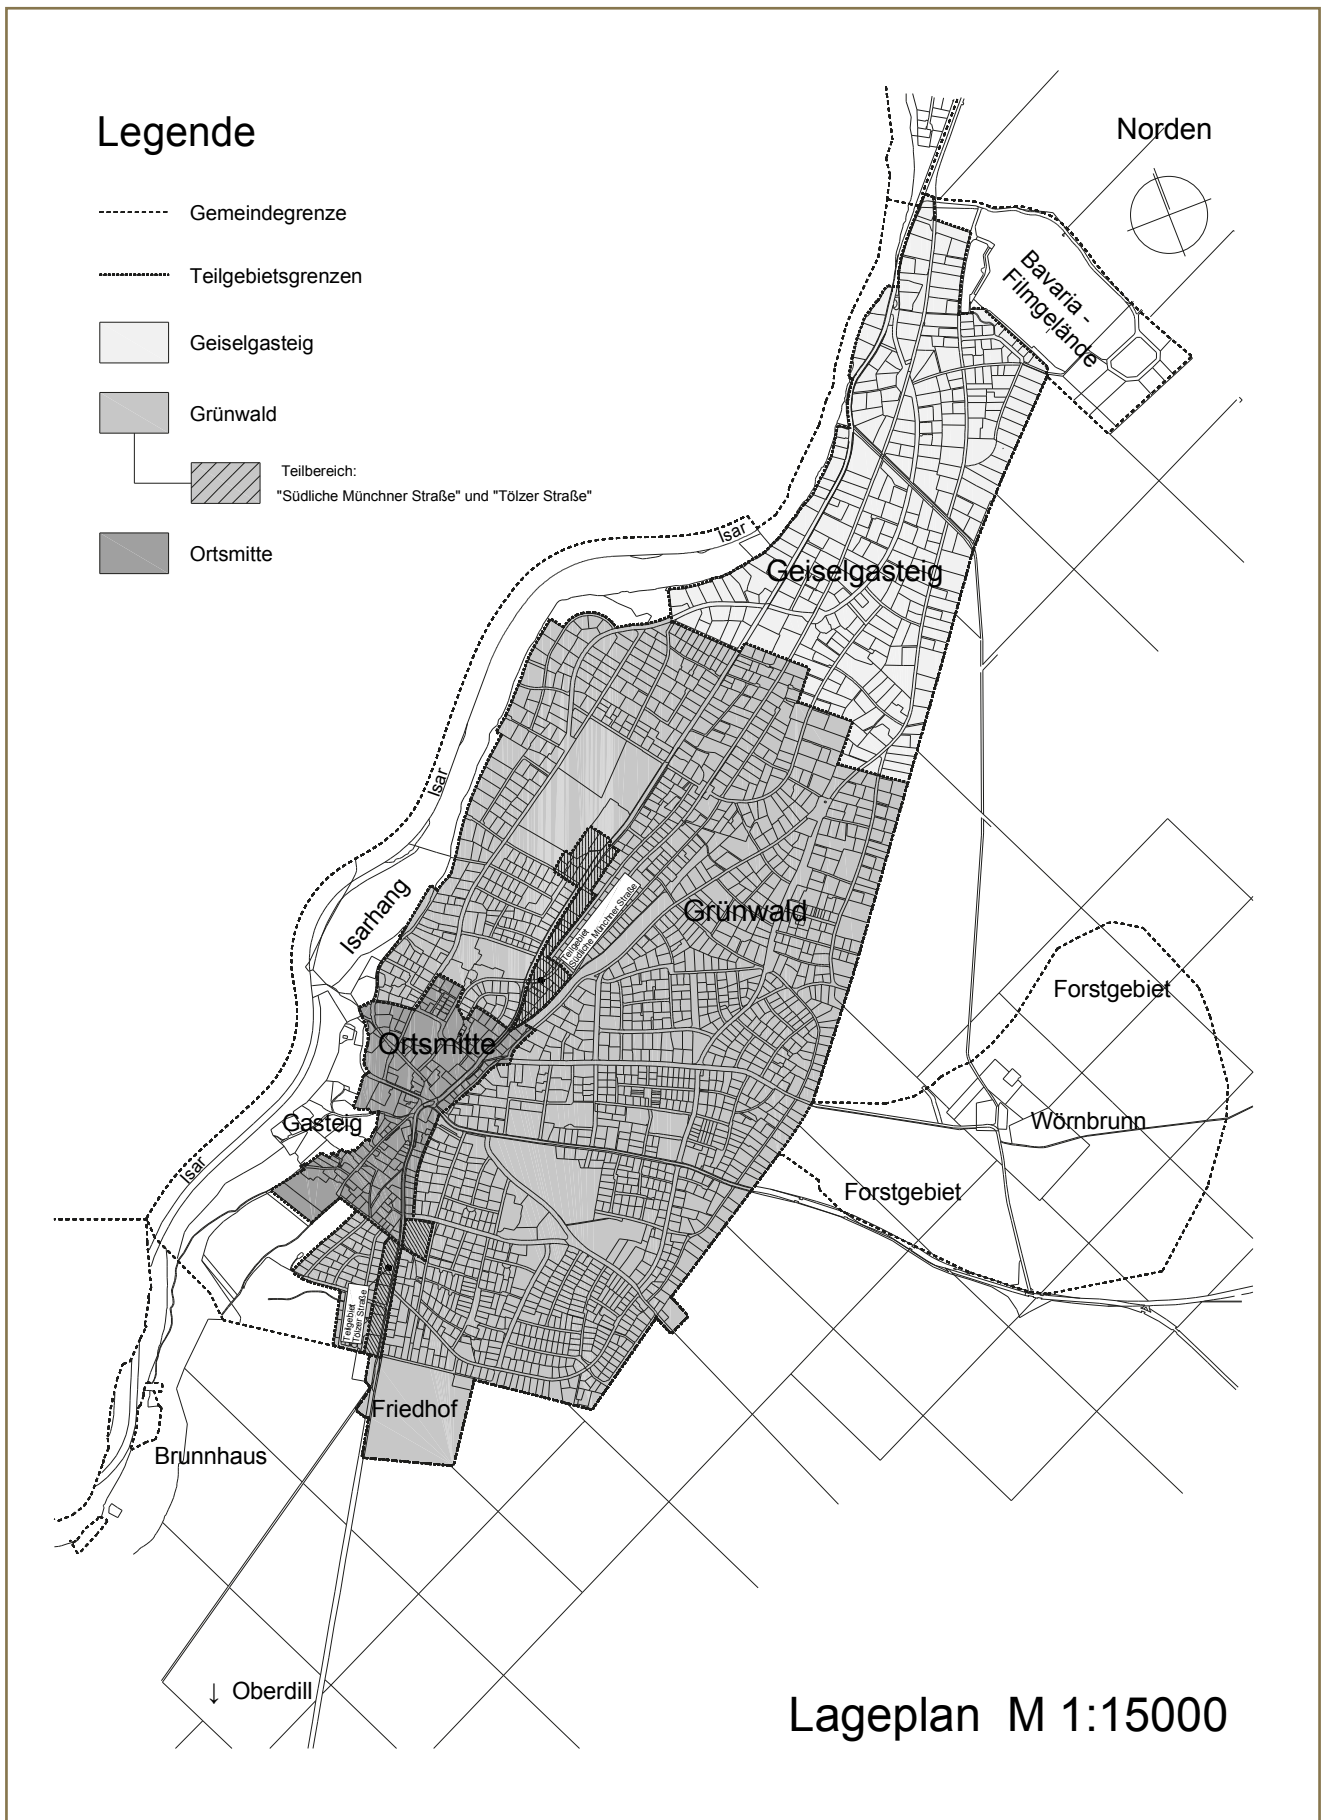 Legende
Norden
Gemeindegrenze
Teilgebietsgrenzen
Geiselgasteig
Grünwald
Teilbereich:
"Südliche Münchner Straße" und "Tölzer Straße"
Ortsmitte
Bavaria -
Filmgelände
Isar
Geiselgasteig
Isar
Isarhang
Grünwald
Teilgebiet
Südliche Münchner Straße
Forstgebiet
Ortsmitte
Gasteig
Wörnbrunn
Isar
Forstgebiet
Teilgebiet
Tölzer Straße
Friedhof
Brunnhaus
↓ Oberdill
Lageplan M 1:15000